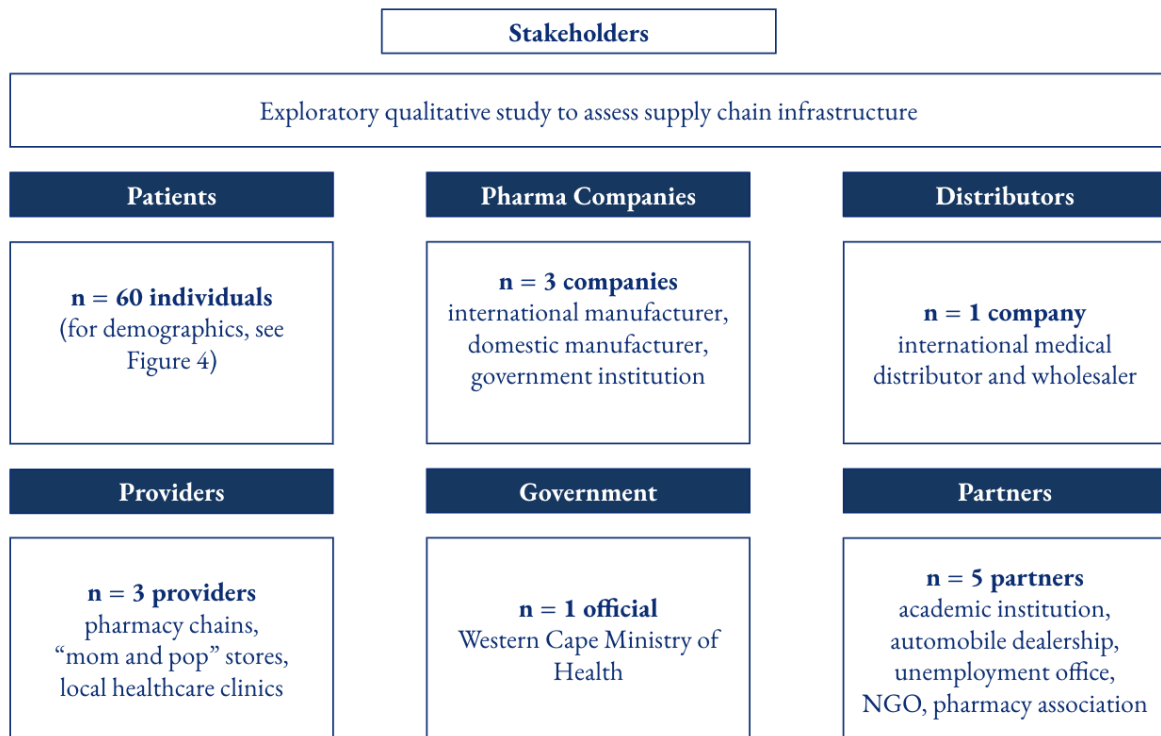 Stakeholders
Exploratory qualitative study to assess supply chain infrastructure
Patients
n = 60 individuals
(for demographics, see
Figure 4)
Pharma Companies
n = 3 companies
international manufacturer,
domestic manufacturer,
government institution
Distributors
n = 1 company
international medical
distributor and wholesaler
Providers
n = 3 providers
pharmacy chains,
“mom and pop” stores,
local healthcare clinics
Government
n = 1 official
Western Cape Ministry of
Health
Partners
n = 5 partners
academic institution,
automobile dealership,
unemployment office,
NGO, pharmacy association